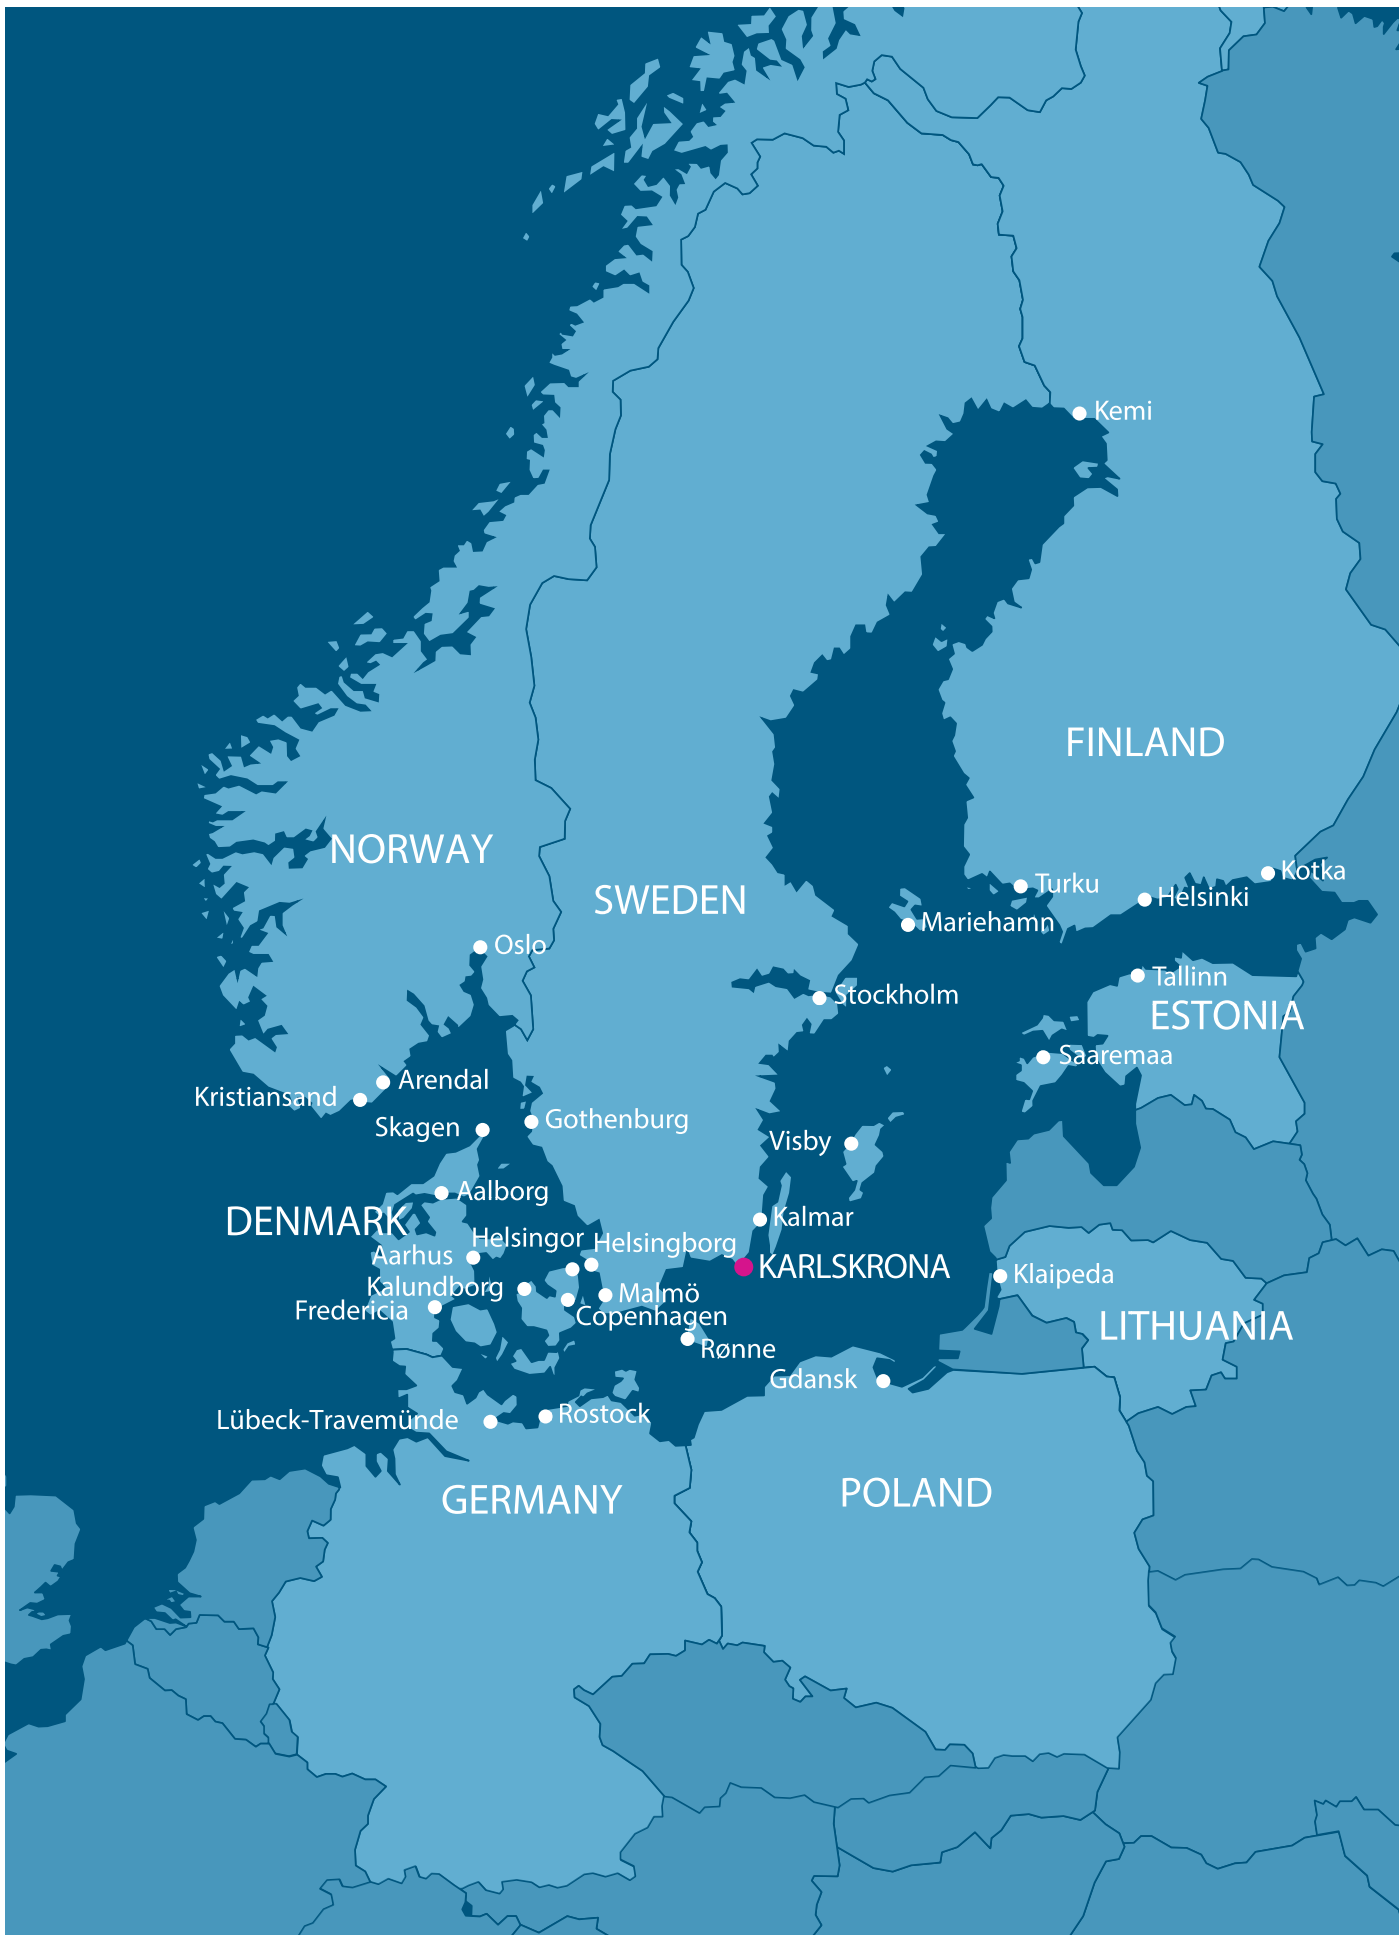 Kemi
FINLAND
NORWAY
SWEDEN
Kotka
Turku
Helsinki
Mariehamn
Oslo
Tallinn
Stockholm
ESTONIA
Saaremaa
Arendal
Kristiansand
Gothenburg
Skagen
Visby
Aalborg
DENMARK
Kalmar
Helsingor
Helsingborg
Aarhus
KARLSKRONA
Klaipeda
Kalundborg
Malmö
Fredericia
Copenhagen
LITHUANIA
Rønne
Gdansk
Rostock
Lübeck-Travemünde
POLAND
GERMANY